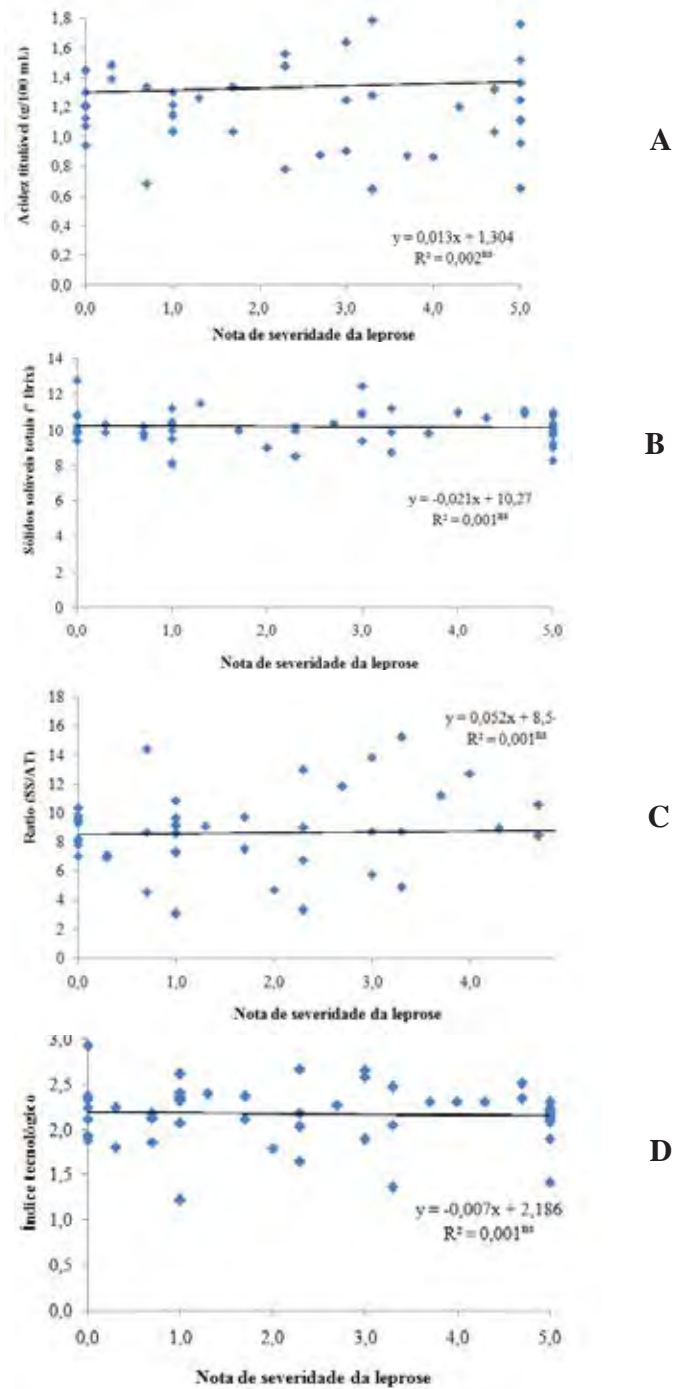 Acidez titulável (g/100 mL)
1,8
1,6
1,4
1,2
1,0
0,8
0,6
0,4
0,2
0,0
y = 0,013x + 1,304
R² = 0,002ns
0,0 1,0 2,0 3,0 4,0 5,0
Nota de severidade da leprose
A
Sólidos solúveis totais (° Brix)
14
12
10
8
6
4
2
0
y = -0,021x + 10,27
R² = 0,001ns
0,0 1,0 2,0 3,0 4,0 5,0
Nota de severidade da leprose
B
Ratio (SS/AT)
18
16
14
12
10
8
6
4
2
0
y = 0,052x + 8,5
R² = 0,001ns
0,0 1,0 2,0 3,0 4,0
Nota de severidade da leprose
C
Índice tecnológico
3,0
2,5
2,0
1,5
1,0
0,5
0,0
y = -0,007x + 2,186
R² = 0,001ns
0,0 1,0 2,0 3,0 4,0 5,0
Nota de severidade da leprose
D